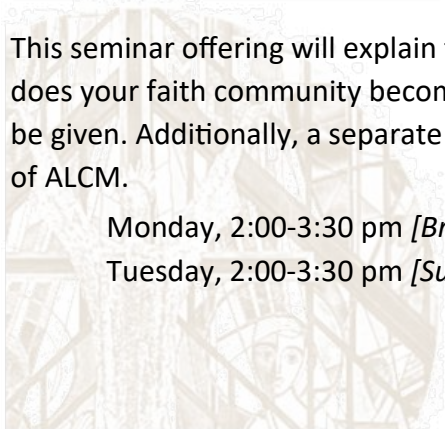 This seminar offering will explain
does your faith community
be given. Additionally, a separate
of ALCM.
Monday, 2:00-3:30 pm
Tuesday, 2:00-3:30 pm